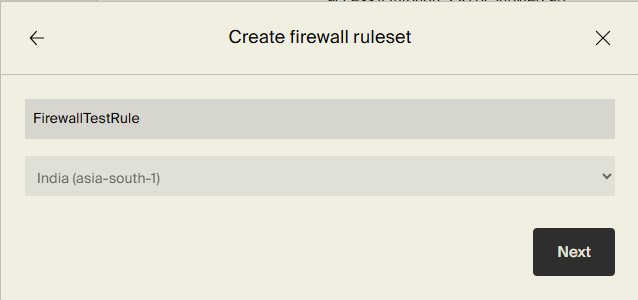 Create firewall ruleset
FirewallTestRule
India (asia-south-1)
Next